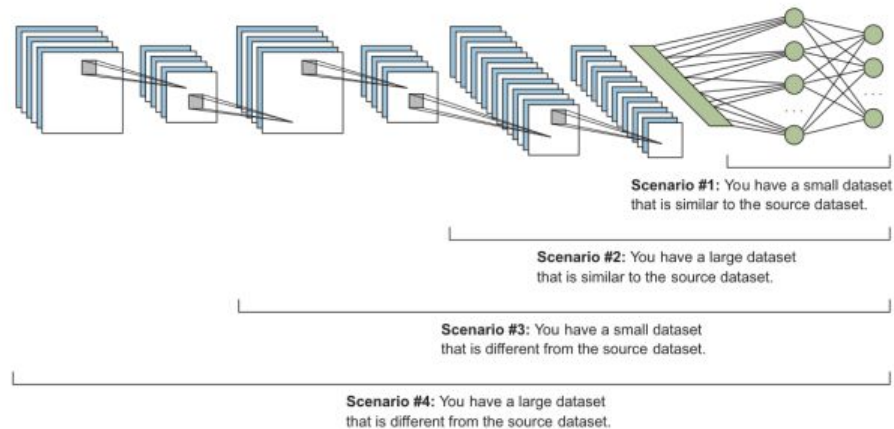 Scenario #1: You have a small dataset
that is similar to the source dataset.
Scenario #2: You have a large dataset
that is similar to the source dataset.
Scenario #3: You have a small dataset
that is different from the source dataset.
Scenario #4: You have a large dataset
that is different from the source dataset.